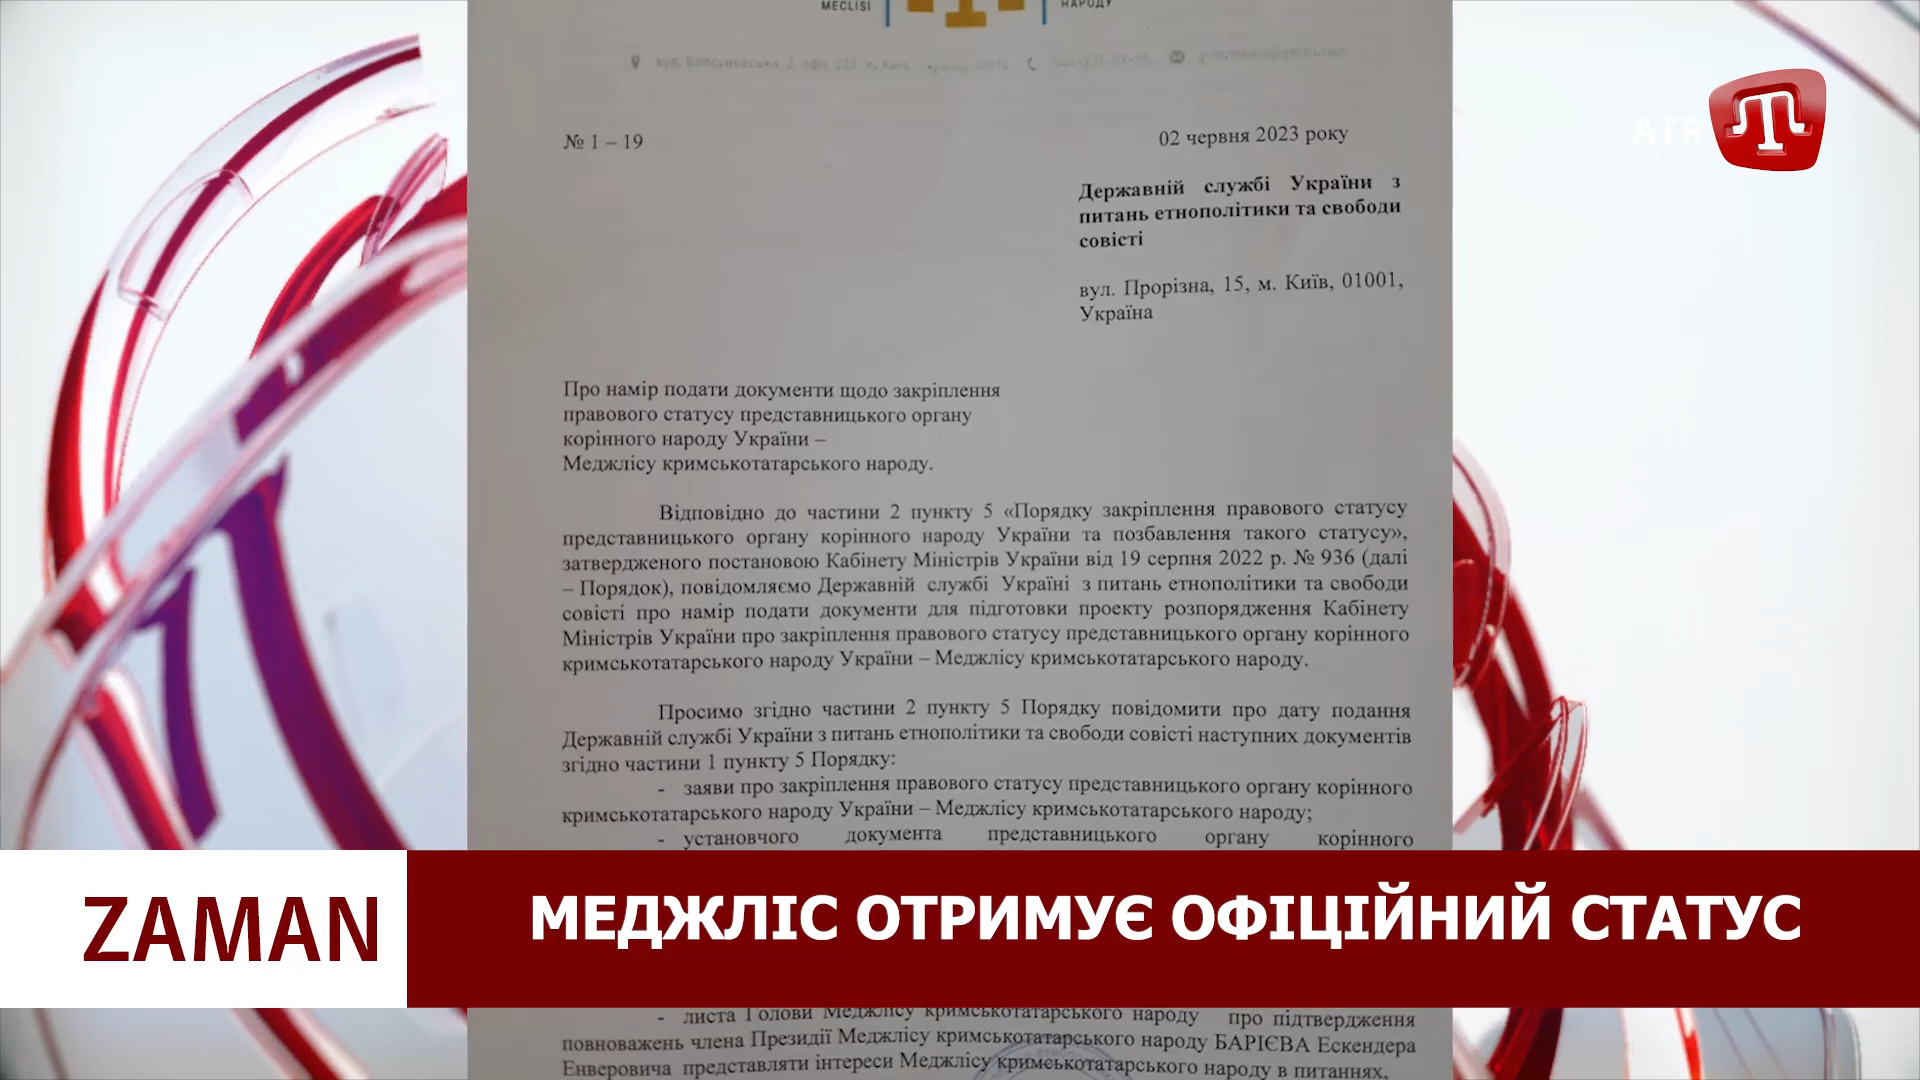 MECLİSİ
НАРОДУ
№ 1 – 19
02 червня 2023 року
ATR
Державній службі України з
питань етнополітики та свободи
совісті
вул. Прорізна, 15, м. Київ, 01001,
Україна
Про намір подати документи щодо закріплення
правового статусу представницького органу
корінного народу України –
Меджлісу кримськотатарського народу.
Відповідно до частини 2 пункту 5 «Порядку закріплення правового статусу
представницького органу корінного народу України та позбавлення такого статусу»,
затвердженого постановою Кабінету Міністрів України від 19 серпня 2022 р. № 936 (далі
– Порядок), повідомляємо Державній службі Україні з питань етнополітики та свободи
совісті про намір подати документи для підготовки проекту розпорядження Кабінету
Міністрів України про закріплення правового статусу представницького органу корінного
кримськотатарського народу України – Меджлісу кримськотатарського народу.
Просимо згідно частини 2 пункту 5 Порядку повідомити про дату подання
Державній службі України з питань етнополітики та свободи совісті наступних документів
згідно частини 1 пункту 5 Порядку:
- заяви про закріплення правового статусу представницького органу корінного
кримськотатарського народу України – Меджлісу кримськотатарського народу;
- установчого документа представницького органу корінного
ZAMAN
МЕДЖЛІС ОТРИМУЄ ОФІЦІЙНИЙ СТАТУС
- листа Голови Меджлісу кримськотатарського народу про підтвердження
повноважень члена Президії Меджлісу кримськотатарського народу БАРІЄВА Ескендера
Енверовича представляти інтереси Меджлісу кримськотатарського народу в питаннях,